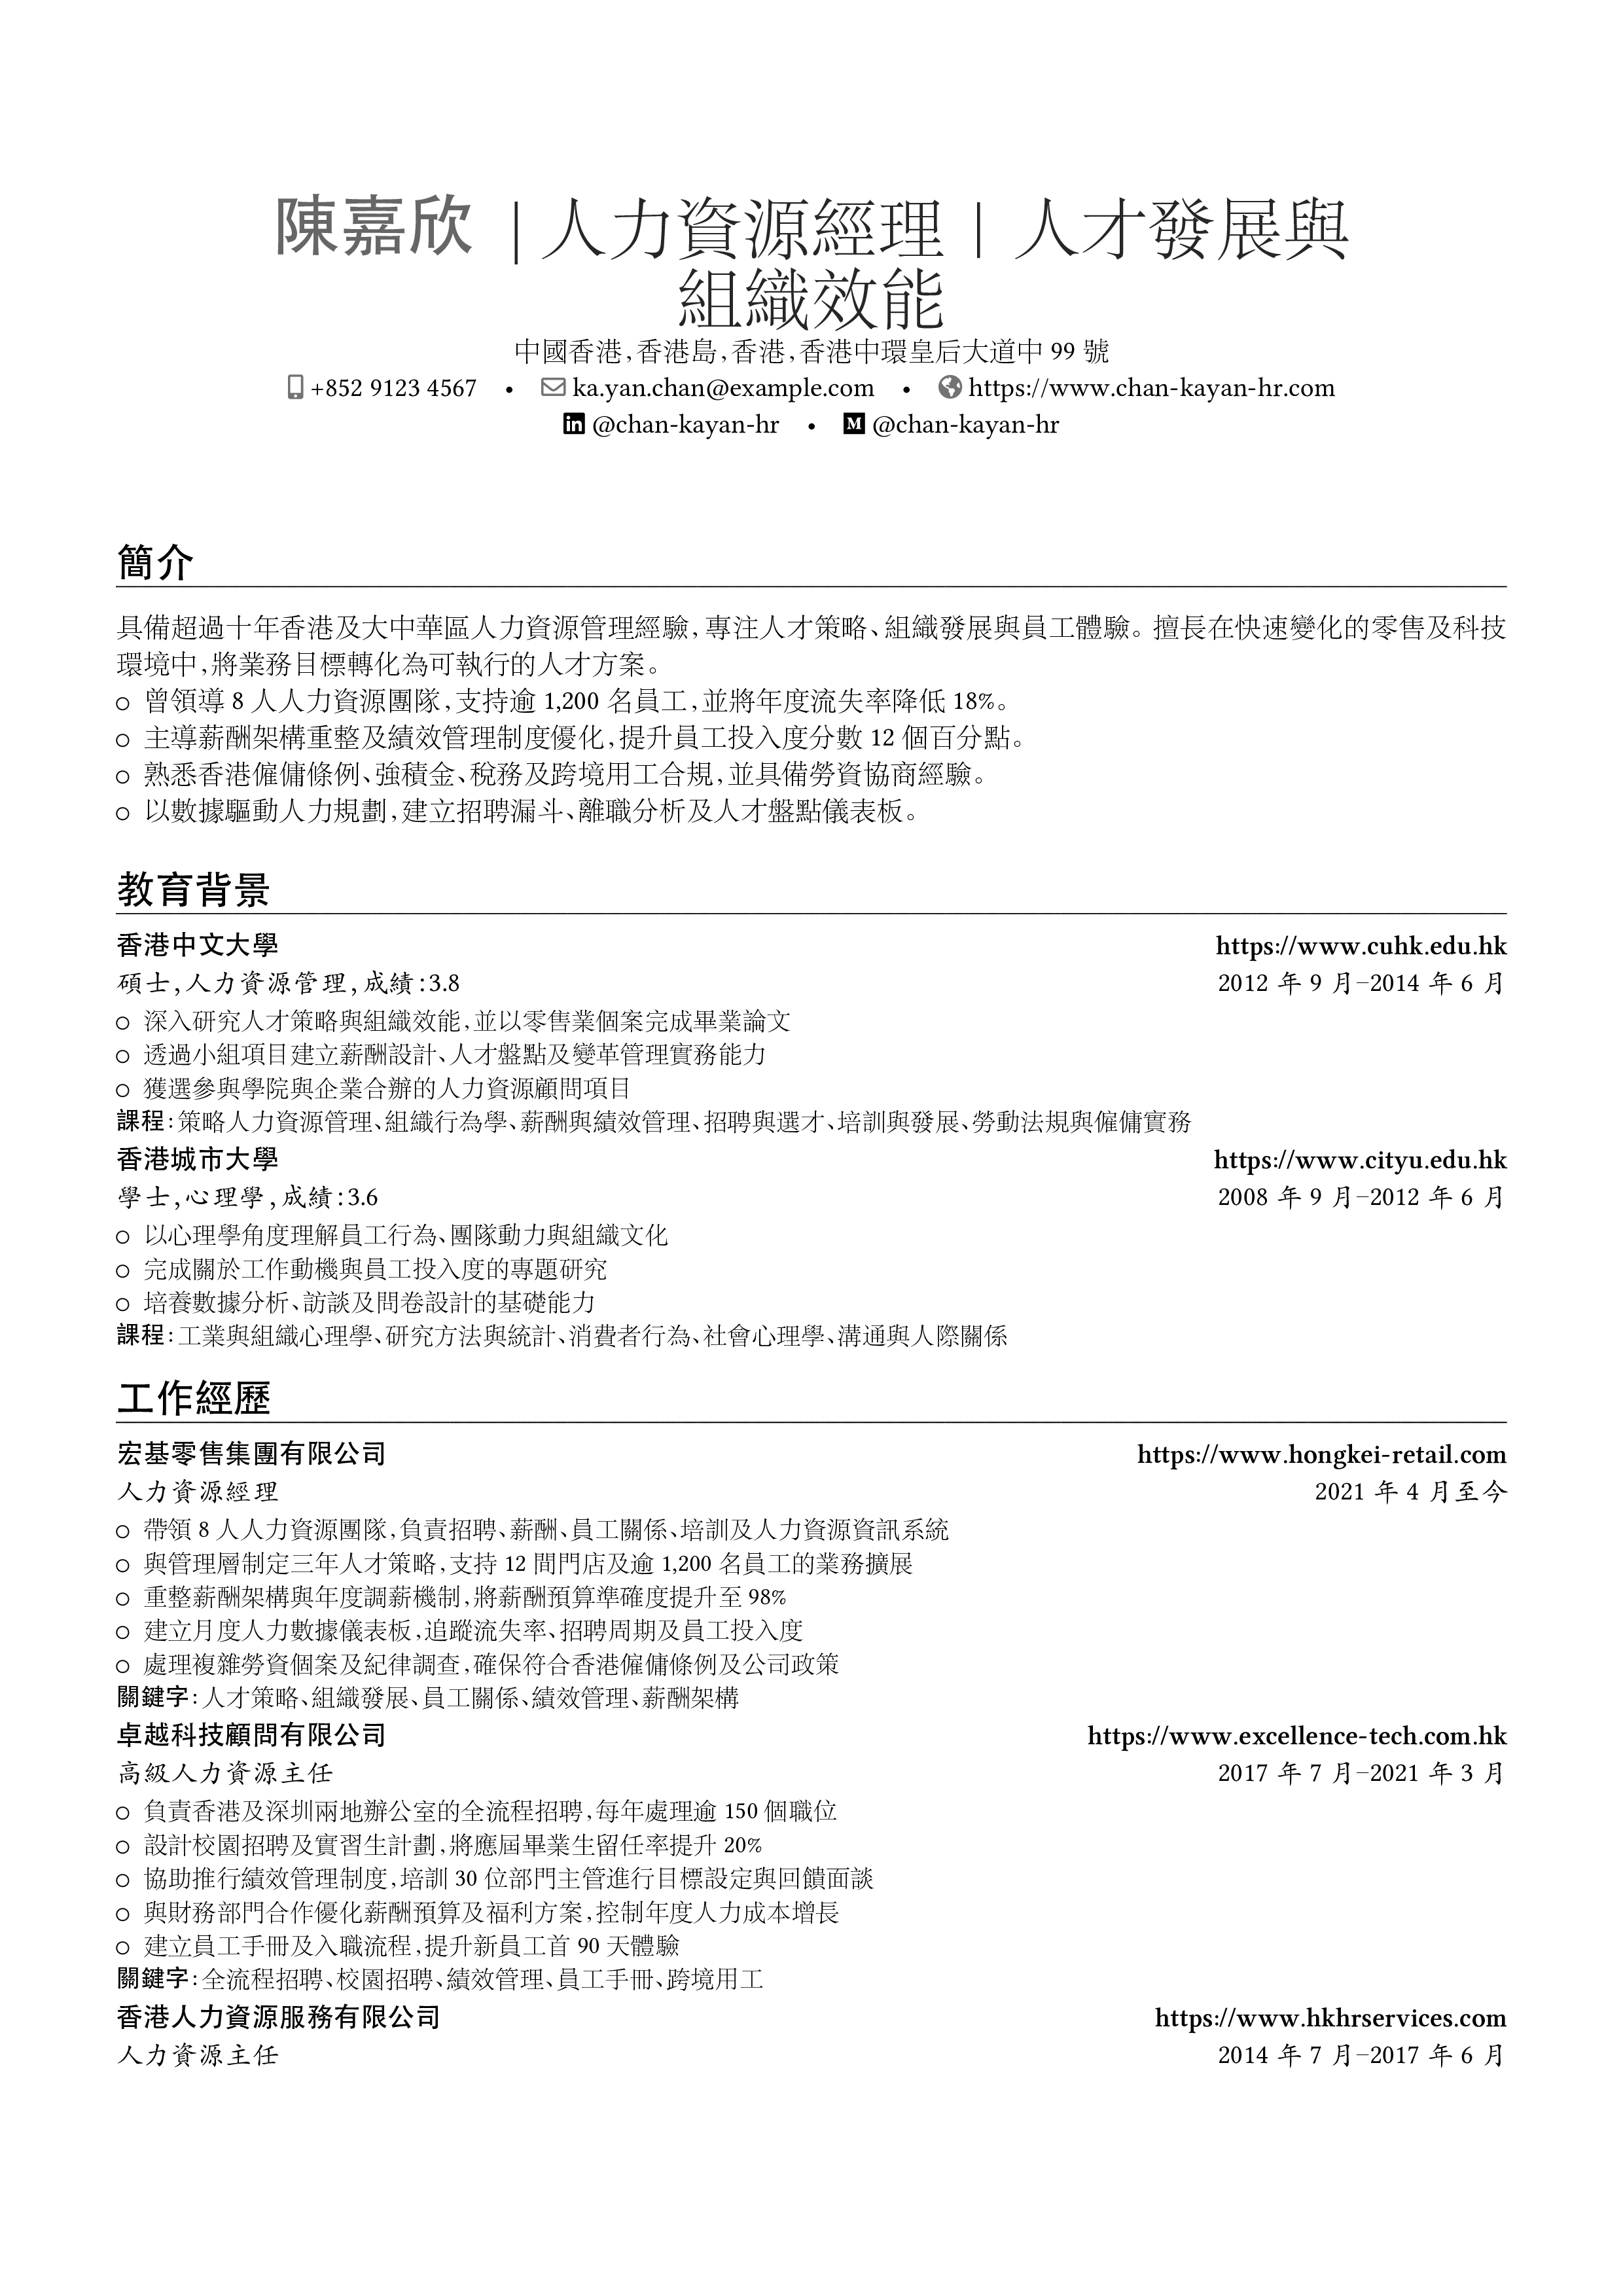 陳嘉欣 | 人力資源經理 | 人才發展與
組織效能
中國香港,香港島,香港,香港中環皇后大道中 99 號
+852 9123 4567 • ka.yan.chan@example.com • https://www.chan-kayan-hr.com
@chan-kayan-hr • @chan-kayan-hr
簡介
具備超過十年香港及大中華區人力資源管理經驗,專注人才策略、組織發展與員工體驗。擅長在快速變化的零售及科技
環境中,將業務目標轉化為可執行的人才方案。
○ 曾領導 8 人人力資源團隊,支持逾 1,200 名員工,並將年度流失率降低 18%。
○ 主導薪酬架構重整及績效管理制度優化,提升員工投入度分數 12 個百分點。
○ 熟悉香港僱傭條例、強積金、稅務及跨境用工合規,並具備勞資協商經驗。
○ 以數據驅動人力規劃,建立招聘漏斗、離職分析及人才盤點儀表板。
教育背景
香港中文大學 https://www.cuhk.edu.hk
碩士,人力資源管理,成績:3.8 2012 年 9 月–2014 年 6 月
○ 深入研究人才策略與組織效能,並以零售業個案完成畢業論文
○ 透過小組項目建立薪酬設計、人才盤點及變革管理實務能力
○ 獲選參與學院與企業合辦的人力資源顧問項目
課程:策略人力資源管理、組織行為學、薪酬與績效管理、招聘與選才、培訓與發展、勞動法規與僱傭實務
香港城市大學 https://www.cityu.edu.hk
學士,心理學,成績:3.6 2008 年 9 月–2012 年 6 月
○ 以心理學角度理解員工行為、團隊動力與組織文化
○ 完成關於工作動機與員工投入度的專題研究
○ 培養數據分析、訪談及問卷設計的基礎能力
課程:工業與組織心理學、研究方法與統計、消費者行為、社會心理學、溝通與人際關係
工作經歷
宏基零售集團有限公司 https://www.hongkei-retail.com
人力資源經理 2021 年 4 月至今
○ 帶領 8 人人力資源團隊,負責招聘、薪酬、員工關係、培訓及人力資源資訊系統
○ 與管理層制定三年人才策略,支持 12 間門店及逾 1,200 名員工的業務擴展
○ 重整薪酬架構與年度調薪機制,將薪酬預算準確度提升至 98%
○ 建立月度人力數據儀表板,追蹤流失率、招聘周期及員工投入度
○ 處理複雜勞資個案及紀律調查,確保符合香港僱傭條例及公司政策
關鍵字:人才策略、組織發展、員工關係、績效管理、薪酬架構
卓越科技顧問有限公司 https://www.excellence-tech.com.hk
高級人力資源主任 2017 年 7 月–2021 年 3 月
○ 負責香港及深圳兩地辦公室的全流程招聘,每年處理逾 150 個職位
○ 設計校園招聘及實習生計劃,將應屆畢業生留任率提升 20%
○ 協助推行績效管理制度,培訓 30 位部門主管進行目標設定與回饋面談
○ 與財務部門合作優化薪酬預算及福利方案,控制年度人力成本增長
○ 建立員工手冊及入職流程,提升新員工首 90 天體驗
關鍵字:全流程招聘、校園招聘、績效管理、員工手冊、跨境用工
香港人力資源服務有限公司 https://www.hkhrservices.com
人力資源主任 2014 年 7 月–2017 年 6 月